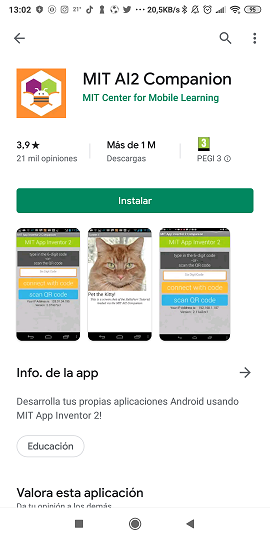 13:02 21° 20,5KB/s 95
MIT AI2 Companion
MIT Center for Mobile Learning
3,9★ Más de 1 M 3
21 mil opiniones Descargas PEGI 3
Instalar
MIT App Inventor 2
type in the 6-digit code
-or-
scan the QR code
connect with code
scan QR code
Pet the Kitty!
MIT App Inventor 2
type in the 6-digit code
-or-
scan the QR code
connect with code
scan QR code
Info. de la app
Desarrolla tus propias aplicaciones Android usando
MIT App Inventor 2!
Educación
Valora esta aplicación
Da tu opinión a los demás